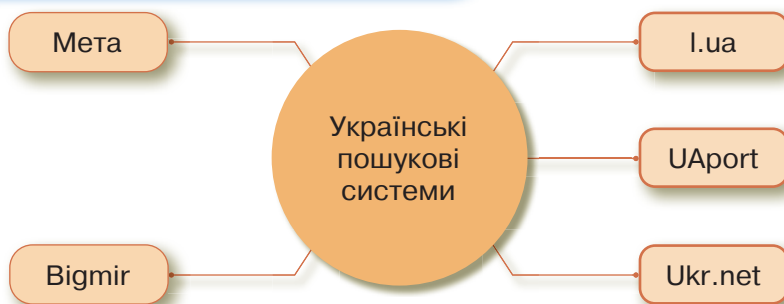 Мета
I.ua
Українські
пошукові
системи
UAport
Bigmir
Ukr.net